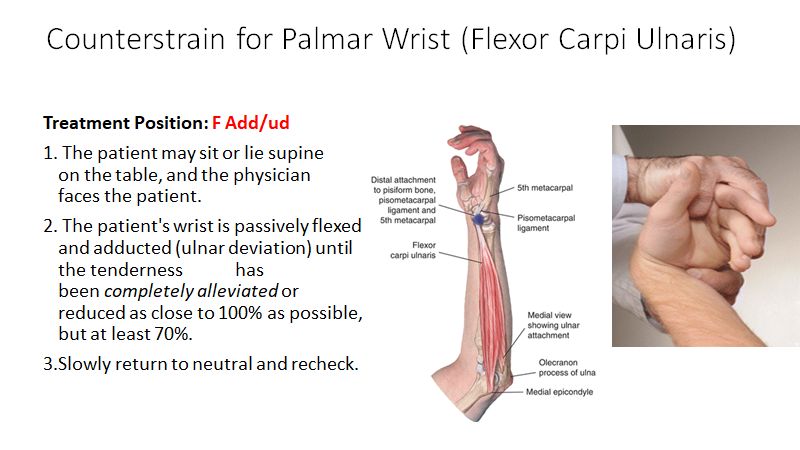 Counterstrain for Palmar Wrist (Flexor Carpi Ulnaris)
Treatment Position: F Add/ud
1. The patient may sit or lie supine
on the table, and the physician
faces the patient.
2. The patient's wrist is passively flexed
and adducted (ulnar deviation) until
the tenderness has
been completely alleviated or
reduced as close to 100% as possible,
but at least 70%.
3.Slowly return to neutral and recheck.
Distal attachment
to pisiform bone,
pisometacarpal
ligament and
5th metacarpal
Flexor
carpi ulnaris
5th metacarpal
Pisometacarpal
ligament
Medial view
showing ulnar
attachment
Olecranon
process of ulna
Medial epicondyle